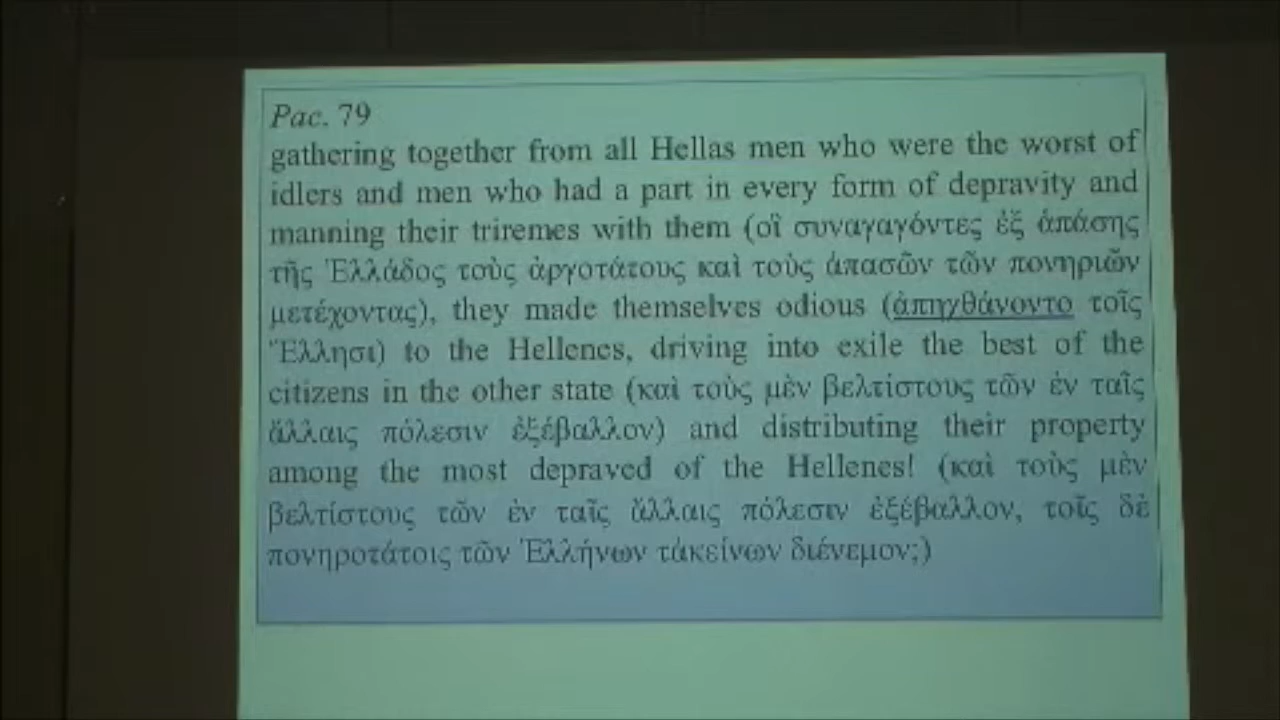 Pac. 79
gathering together from all Hellas men who were the worst of
idlers and men who had a part in every form of depravity and
manning their triremes with them (οἳ συναγαγόντες ἐξ ἁπάσης
τῆς Ἑλλάδος τοὺς ἀργοτάτους καὶ τοὺς ἁπασῶν τῶν πονηριῶν
μετέχοντας), they made themselves odious (ἀπηχθάνοντο τοῖς
Ἕλλησι) to the Hellenes, driving into exile the best of the
citizens in the other state (καὶ τοὺς μὲν βελτίστους τῶν ἐν ταῖς
ἄλλαις πόλεσιν ἐξέβαλλον) and distributing their property
among the most depraved of the Hellenes! (καὶ τοὺς μὲν
βελτίστους τῶν ἐν ταῖς ἄλλαις πόλεσιν ἐξέβαλλον, τοῖς δὲ
πονηροτάτοις τῶν Ἑλλήνων τἀκείνων διένεμον;)